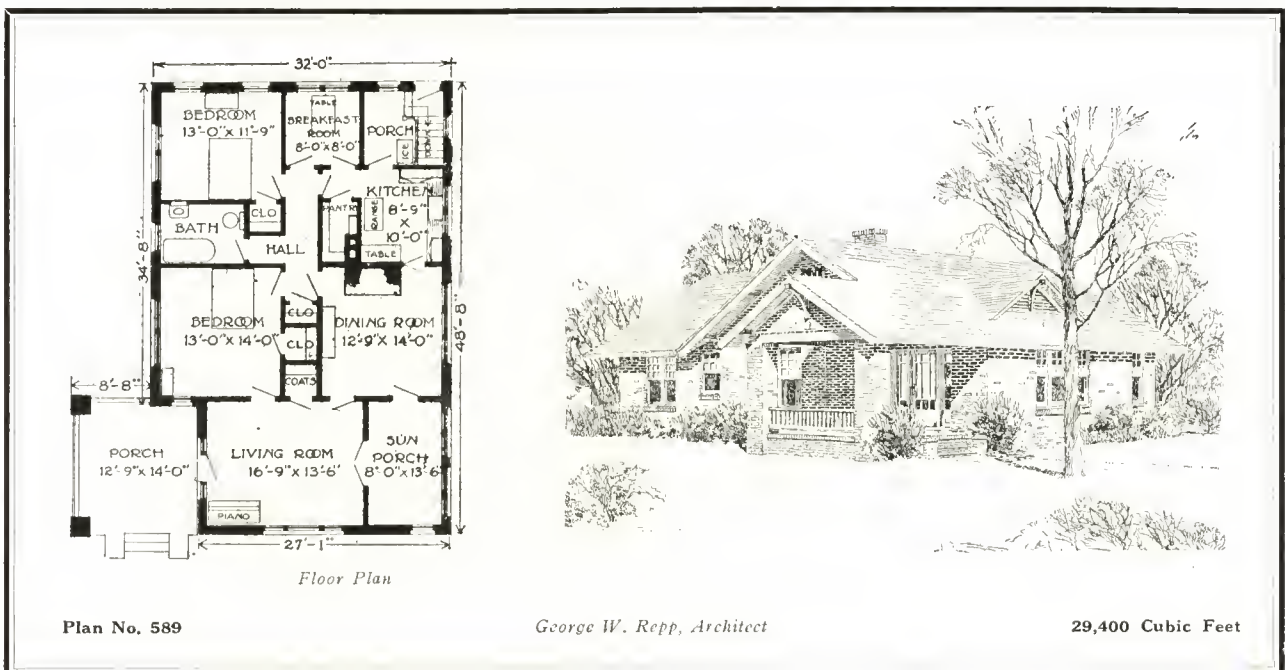 32'-0"
BEDROOM
13'-0" X 11'-9"
TABLE
BREAKFAST
ROOM
8'-0" X 8'-0"
PORCH
ICE
DOWN
CLO
BATH
HALL
PANTRY
KITCHEN
8'-9"
X
10'-0"
RANGE
TABLE
34'-8"
48'-8"
BEDROOM
13'-0" X 14'-0"
CLO
CLO
COATS
DINING ROOM
12'-9" X 14'-0"
8'-8"
PORCH
12'-9" X 14'-0"
LIVING ROOM
16'-9" X 13'-6"
PIANO
SUN
PORCH
8'-0" X 13'-6"
27'-1"
Floor Plan
Plan No. 589
George W. Repp, Architect
29,400 Cubic Feet